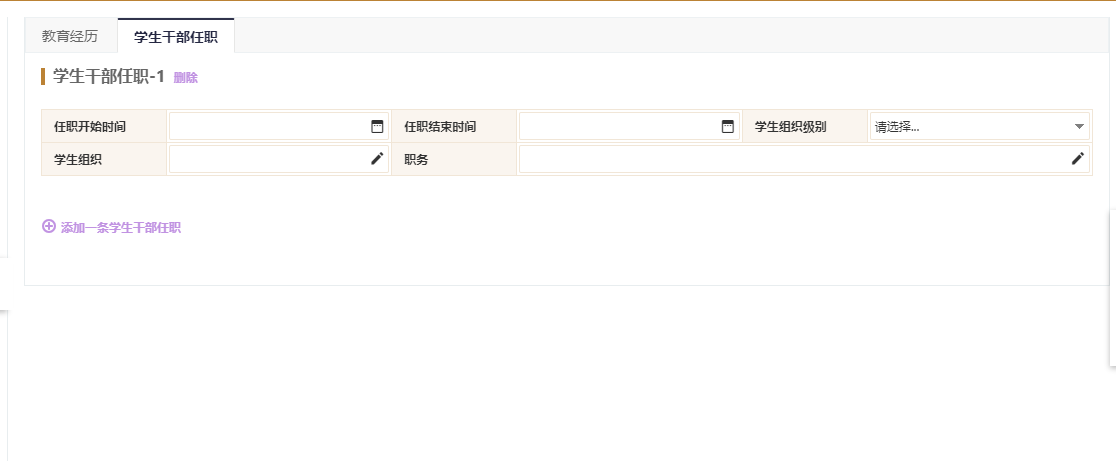 教育经历 学生干部任职
学生干部任职-1 删除
任职开始时间 任职结束时间 学生组织级别 请选择...
学生组织 职务
添加一条学生干部任职